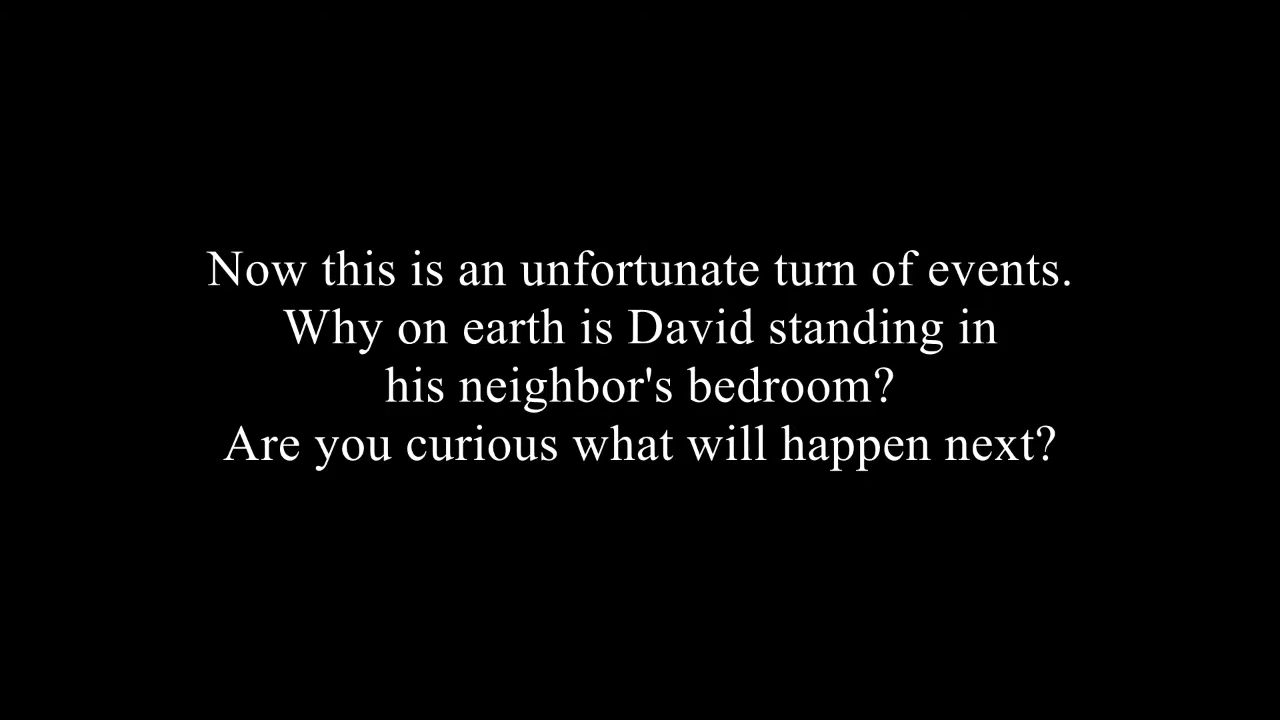 Now this is an unfortunate turn of events.
Why on earth is David standing in
his neighbor's bedroom?
Are you curious what will happen next?